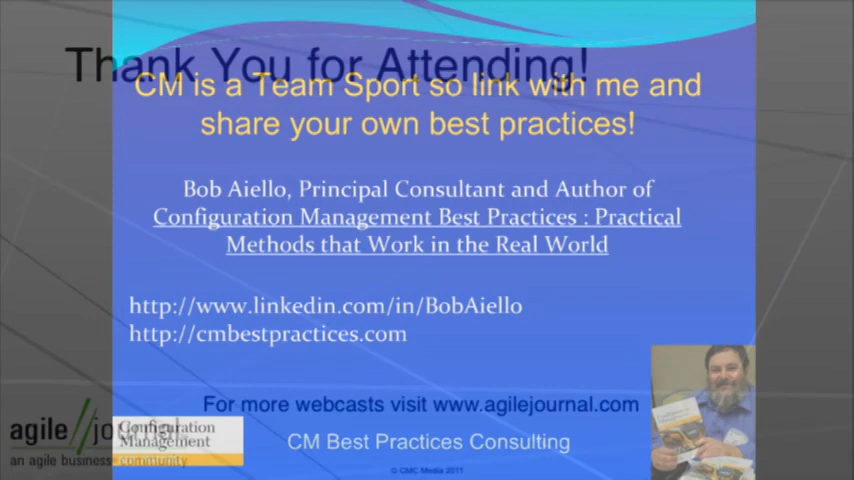 Thank You for Attending!
CM is a Team Sport so link with me and
share your own best practices!
Bob Aiello, Principal Consultant and Author of
Configuration Management Best Practices : Practical
Methods that Work in the Real World
http://www.linkedin.com/in/BobAiello
http://cmbestpractices.com
For more webcasts visit www.agilejournal.com
agile//journal
Configuration
Management
an agile business community
CM Best Practices Consulting
© CMC Media 2011